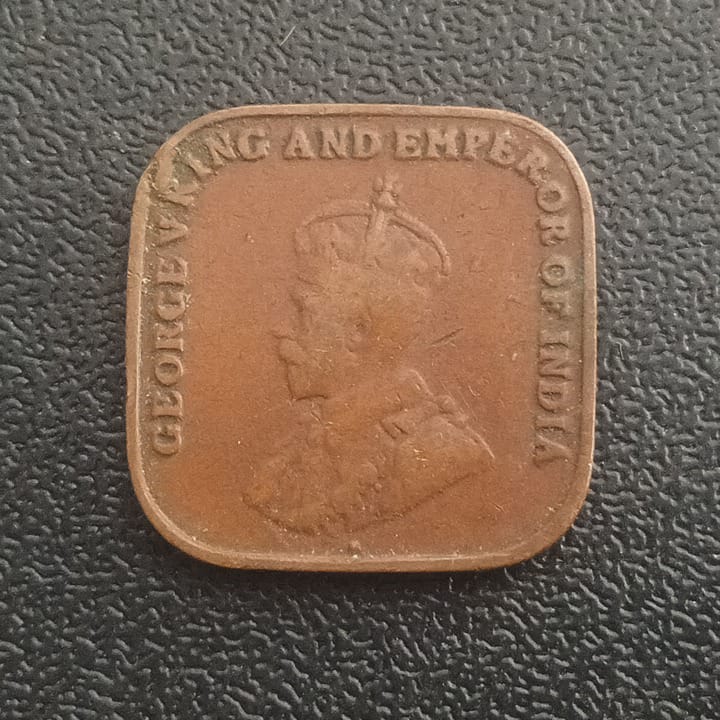 GEORGE V KING AND EMPEROR OF INDIA